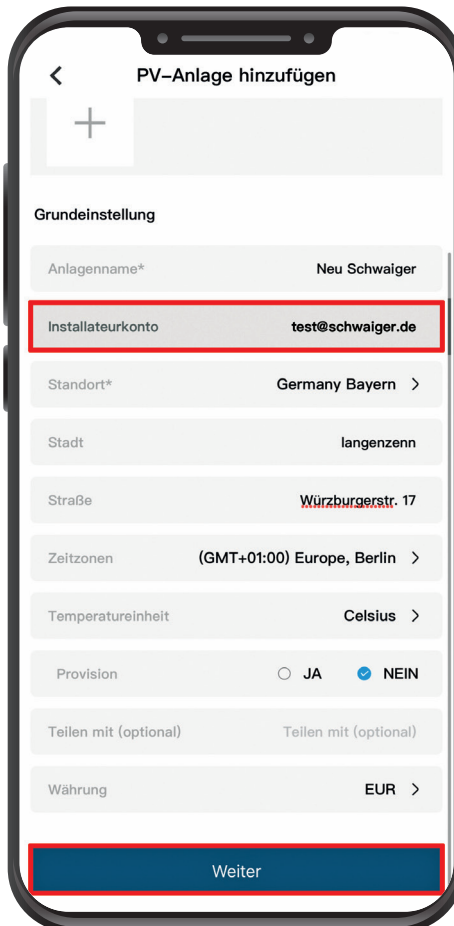 PV-Anlage hinzufügen
Grundeinstellung
Anlagenname* Neu Schwaiger
Installateurkonto test@schwaiger.de
Standort* Germany Bayern >
Stadt langenzenn
Straße Würzburgerstr. 17
Zeitzonen (GMT+01:00) Europe, Berlin >
Temperatureinheit Celsius >
Provision JA NEIN
Teilen mit (optional) Teilen mit (optional)
Währung EUR >
Weiter